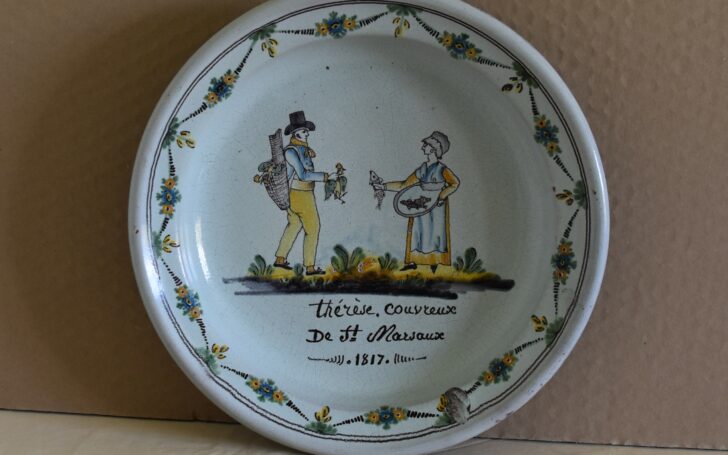 thérèse. couvreux
De St Marsaux
.1817.